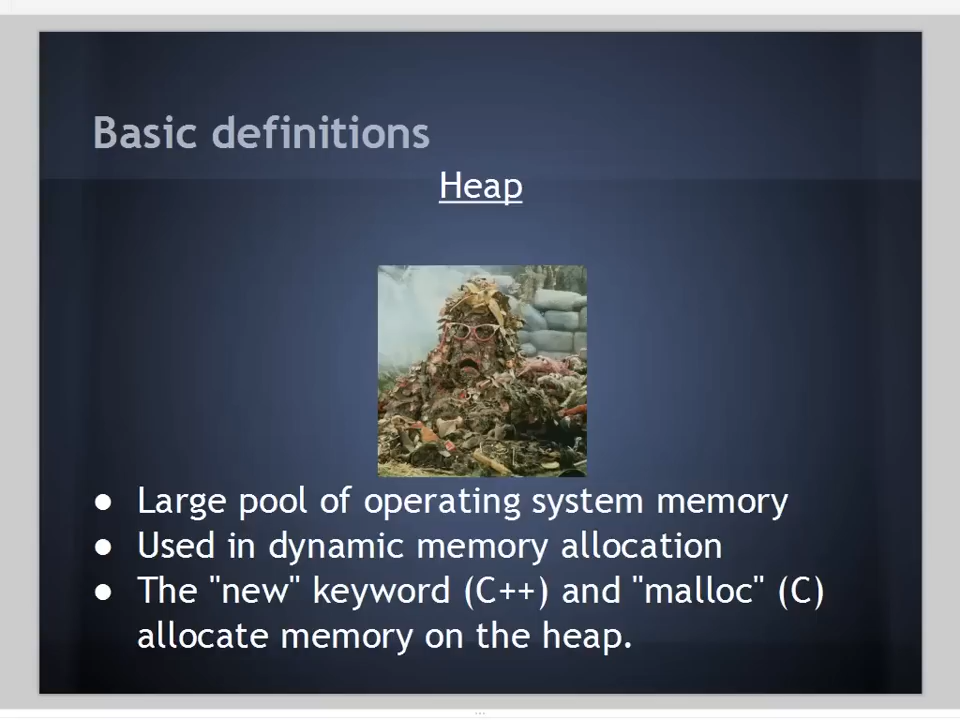 Basic definitions
Heap
● Large pool of operating system memory
● Used in dynamic memory allocation
● The "new" keyword (C++) and "malloc" (C)
allocate memory on the heap.